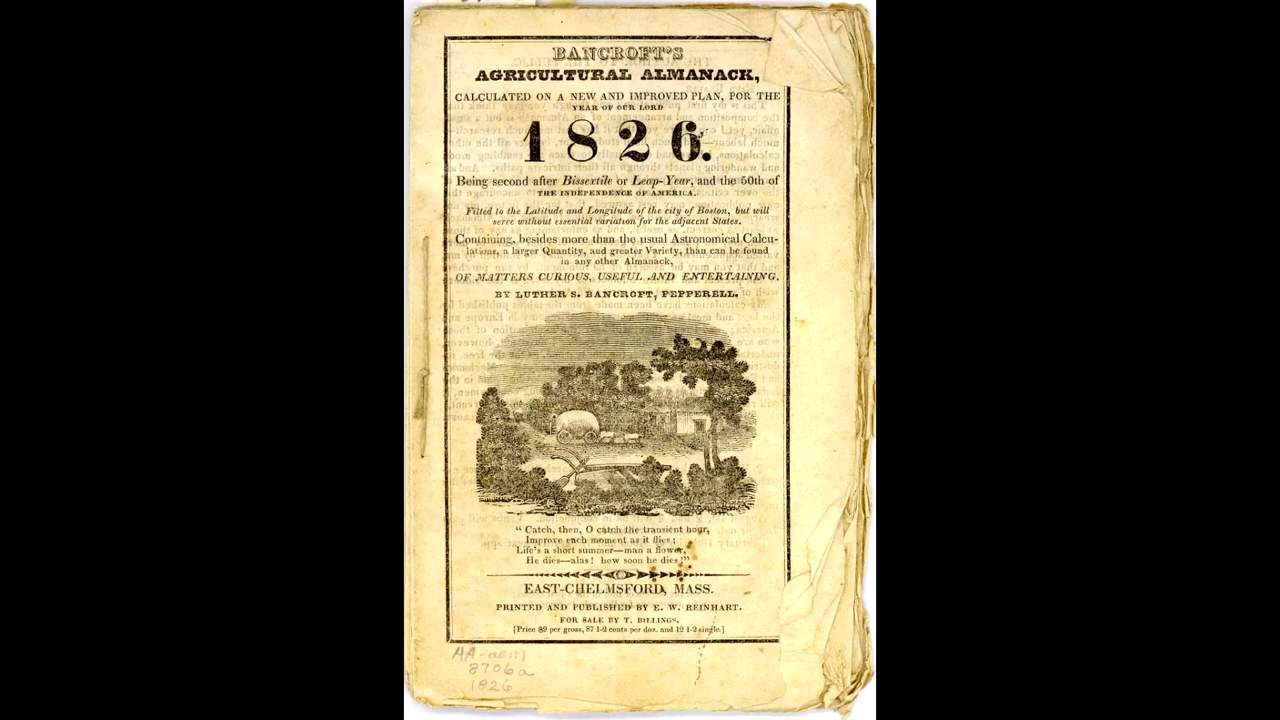 BANCROFT'S
AGRICULTURAL ALMANACK,
CALCULATED ON A NEW AND IMPROVED PLAN, FOR THE
YEAR OF OUR LORD
1826.
Being second after Bissextile or Leap-Year, and the 50th of
THE INDEPENDENCE OF AMERICA.
Fitted to the Latitude and Longitude of the city of Boston, but will
serve without essential variation for the adjacent States.
Containing, besides more than the usual Astronomical Calcu-
lations, a larger Quantity, and greater Variety, than can be found
in any other Almanack,
OF MATTERS CURIOUS, USEFUL AND ENTERTAINING.
BY LUTHER S. BANCROFT, PEPPERELL.
" Catch, then, O catch the transient hour,
Improve each moment as it flies ;
Life's a short summer—man a flower,
He dies—alas! how soon he dies!"
EAST-CHELMSFORD, MASS.
PRINTED AND PUBLISHED BY E. W. REINHART.
FOR SALE BY T. BILLINGS.
[Price $9 per gross, 87 1-2 cents per doz. and 12 1-2 single.]
8706a
1826